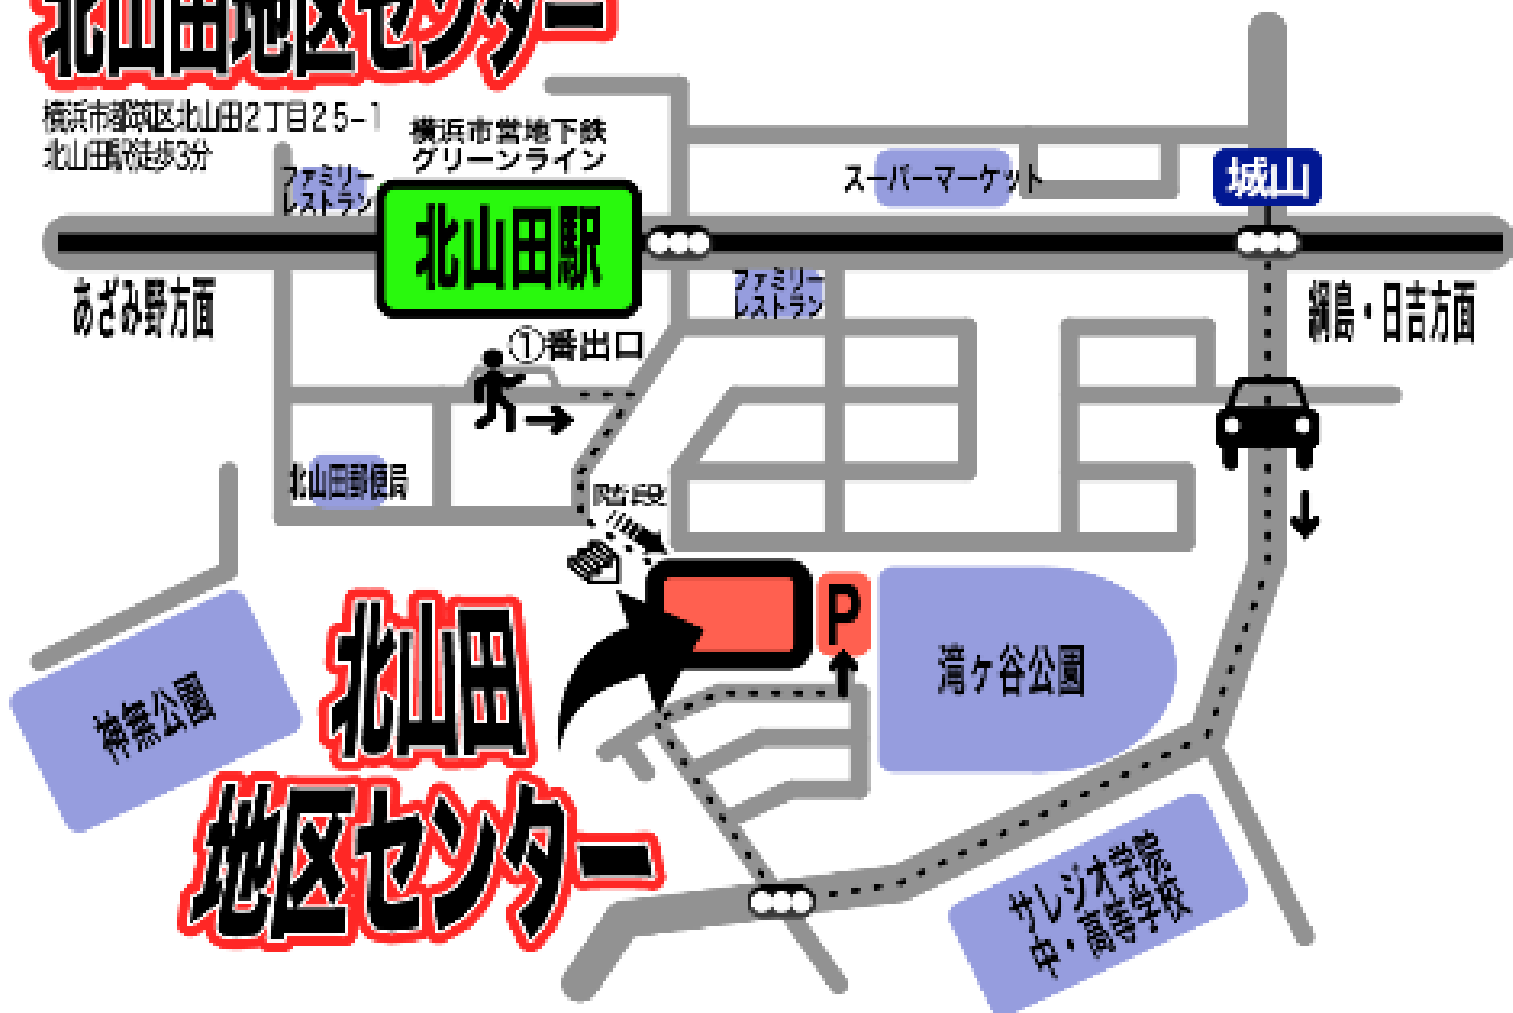 北山田地区センター
横浜市都筑区北山田2丁目25-1
北山田駅徒歩3分
横浜市営地下鉄
グリーンライン
ファミリー
レストラン
北山田駅
スーパーマーケット
城山
あざみ野方面
ファミリー
レストラン
綱島・日吉方面
①番出口
北山田郵便局
階段
P
滝ヶ谷公園
神無公園
北山田
地区センター
サレジオ学院
中・高等学校